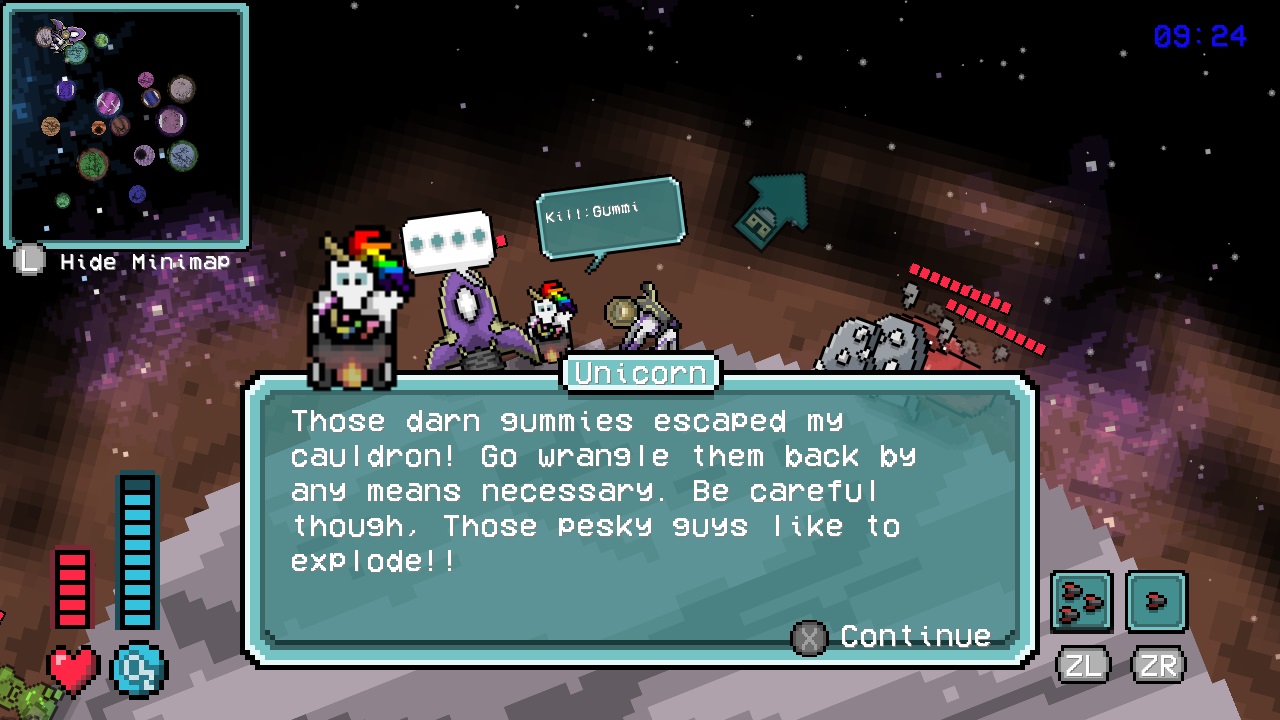 09:24
Kill:Gummi
L Hide Minimap
Unicorn
Those darn gummies escaped my
cauldron! Go wrangle them back by
any means necessary. Be careful
though, Those pesky guys like to
explode!!
X Continue
ZL ZR